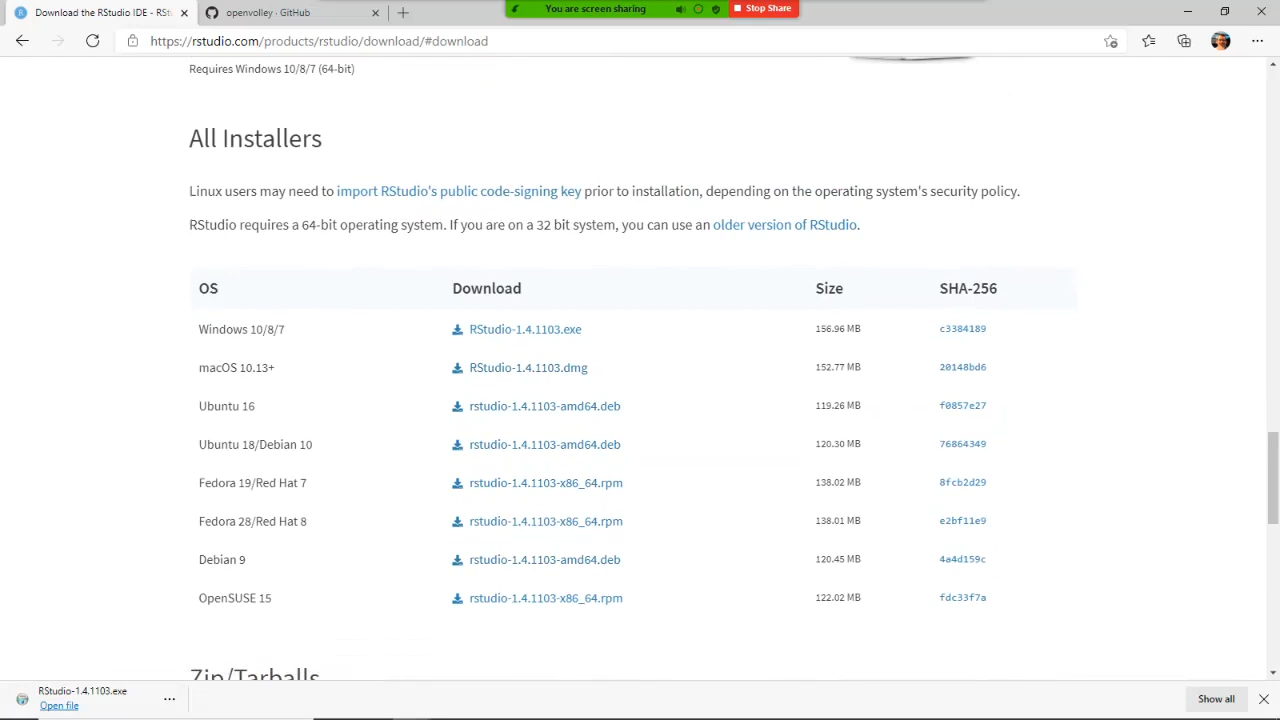 Download the RStudio IDE - RSt
openvolley · GitHub
You are screen sharing
Stop Share
https://rstudio.com/products/rstudio/download/#download
Requires Windows 10/8/7 (64-bit)
All Installers
Linux users may need to import RStudio's public code-signing key prior to installation, depending on the operating system's security policy.
RStudio requires a 64-bit operating system. If you are on a 32 bit system, you can use an older version of RStudio.
OS Download Size SHA-256
Windows 10/8/7 RStudio-1.4.1103.exe 156.96 MB c3384189
macOS 10.13+ RStudio-1.4.1103.dmg 152.77 MB 20148bd6
Ubuntu 16 rstudio-1.4.1103-amd64.deb 119.26 MB f0857e27
Ubuntu 18/Debian 10 rstudio-1.4.1103-amd64.deb 120.30 MB 76864349
Fedora 19/Red Hat 7 rstudio-1.4.1103-x86_64.rpm 138.02 MB 8fcb2d29
Fedora 28/Red Hat 8 rstudio-1.4.1103-x86_64.rpm 138.01 MB e2bf11e9
Debian 9 rstudio-1.4.1103-amd64.deb 120.45 MB 4a4d159c
OpenSUSE 15 rstudio-1.4.1103-x86_64.rpm 122.02 MB fdc33f7a
Zip/Tarballs
RStudio-1.4.1103.exe
Open file
Show all